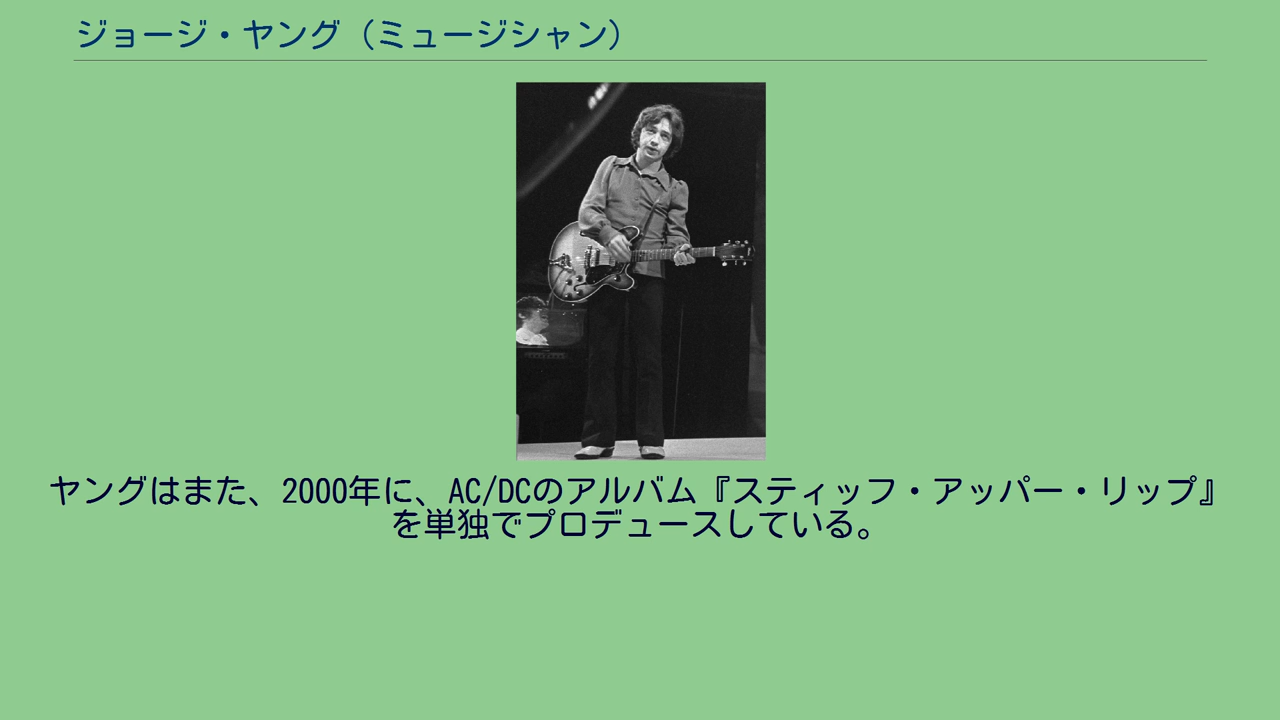 ジョージ・ヤング（ミュージシャン）
ヤングはまた、2000年に、AC/DCのアルバム『スティッフ・アッパー・リップ』
を単独でプロデュースしている。